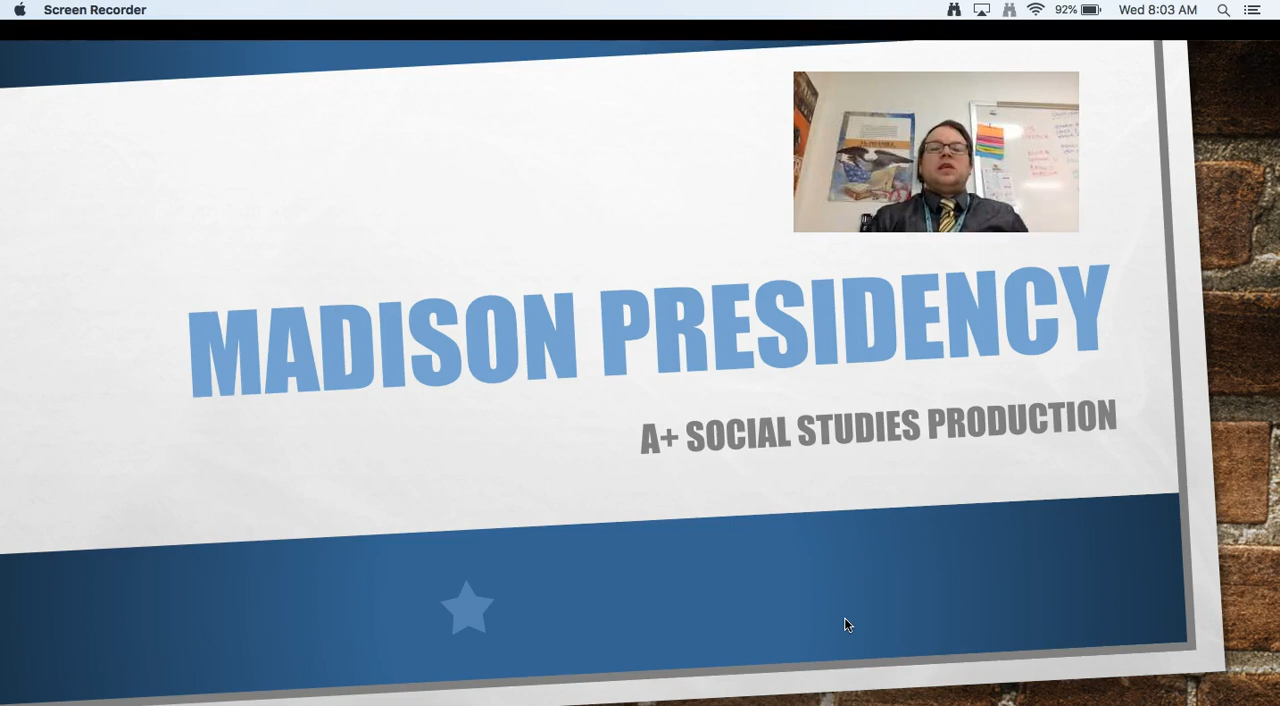 Screen Recorder
92%
Wed 8:03 AM
MADISON PRESIDENCY
A+ SOCIAL STUDIES PRODUCTION